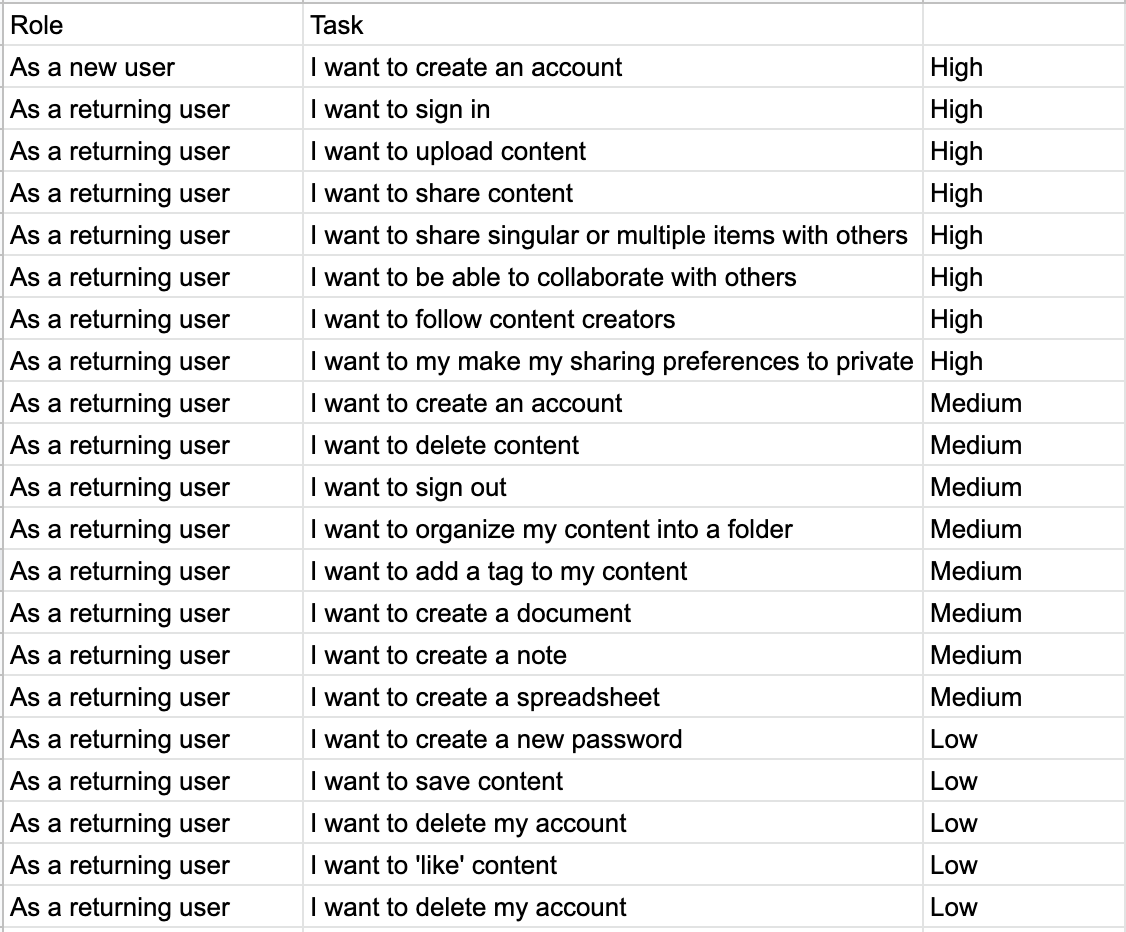 Role Task
As a new user I want to create an account High
As a returning user I want to sign in High
As a returning user I want to upload content High
As a returning user I want to share content High
As a returning user I want to share singular or multiple items with others High
As a returning user I want to be able to collaborate with others High
As a returning user I want to follow content creators High
As a returning user I want to my make my sharing preferences to private High
As a returning user I want to create an account Medium
As a returning user I want to delete content Medium
As a returning user I want to sign out Medium
As a returning user I want to organize my content into a folder Medium
As a returning user I want to add a tag to my content Medium
As a returning user I want to create a document Medium
As a returning user I want to create a note Medium
As a returning user I want to create a spreadsheet Medium
As a returning user I want to create a new password Low
As a returning user I want to save content Low
As a returning user I want to delete my account Low
As a returning user I want to 'like' content Low
As a returning user I want to delete my account Low